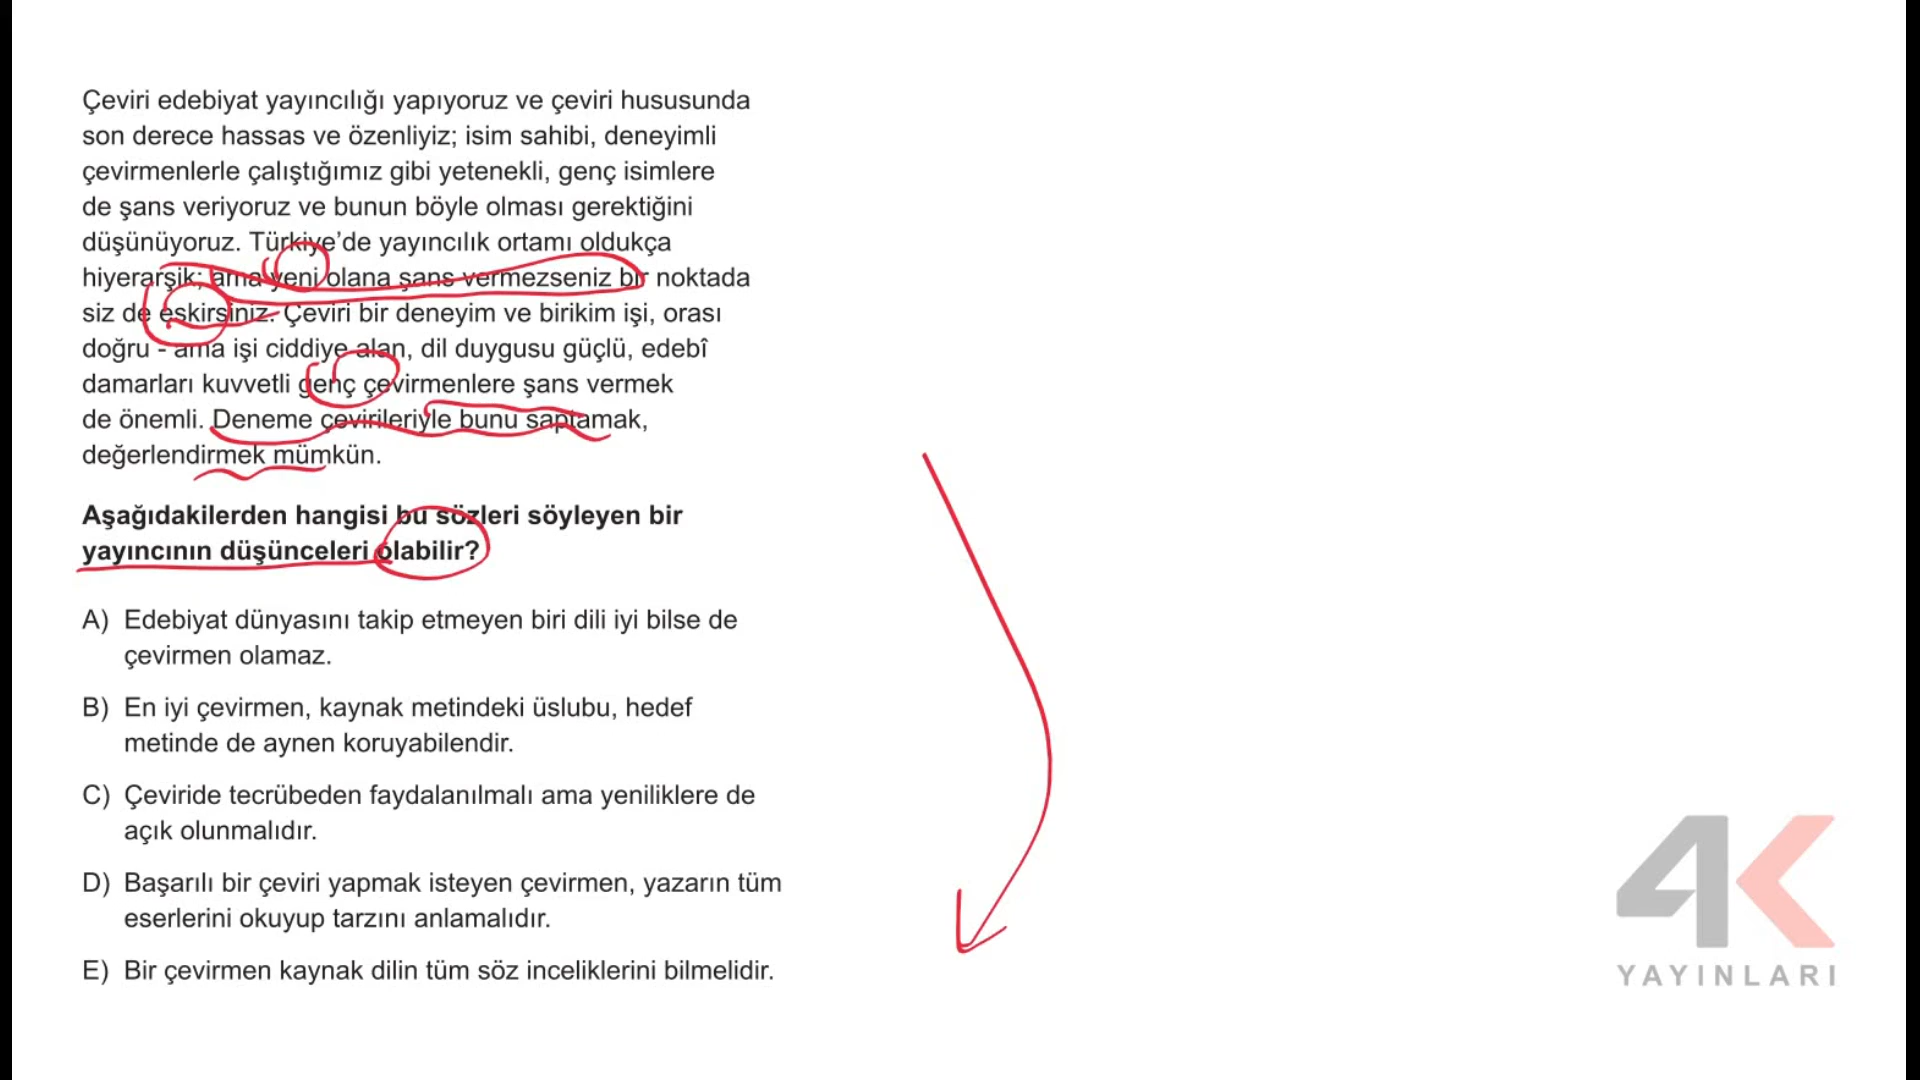 Çeviri edebiyat yayıncılığı yapıyoruz ve çeviri hususunda
son derece hassas ve özenliyiz; isim sahibi, deneyimli
çevirmenlerle çalıştığımız gibi yetenekli, genç isimlere
de şans veriyoruz ve bunun böyle olması gerektiğini
düşünüyoruz. Türkiye’de yayıncılık ortamı oldukça
hiyerarşik; ama yeni olana şans vermezseniz bir noktada
siz de eskirsiniz. Çeviri bir deneyim ve birikim işi, orası
doğru - ama işi ciddiye alan, dil duygusu güçlü, edebî
damarları kuvvetli genç çevirmenlere şans vermek
de önemli. Deneme çevirileriyle bunu saptamak,
değerlendirmek mümkün.
Aşağıdakilerden hangisi bu sözleri söyleyen bir
yayıncının düşünceleri olabilir?
A) Edebiyat dünyasını takip etmeyen biri dili iyi bilse de
çevirmen olamaz.
B) En iyi çevirmen, kaynak metindeki üslubu, hedef
metinde de aynen koruyabilendir.
C) Çeviride tecrübeden faydalanılmalı ama yeniliklere de
açık olunmalıdır.
D) Başarılı bir çeviri yapmak isteyen çevirmen, yazarın tüm
eserlerini okuyup tarzını anlamalıdır.
E) Bir çevirmen kaynak dilin tüm söz inceliklerini bilmelidir.
4K
YAYINLARI